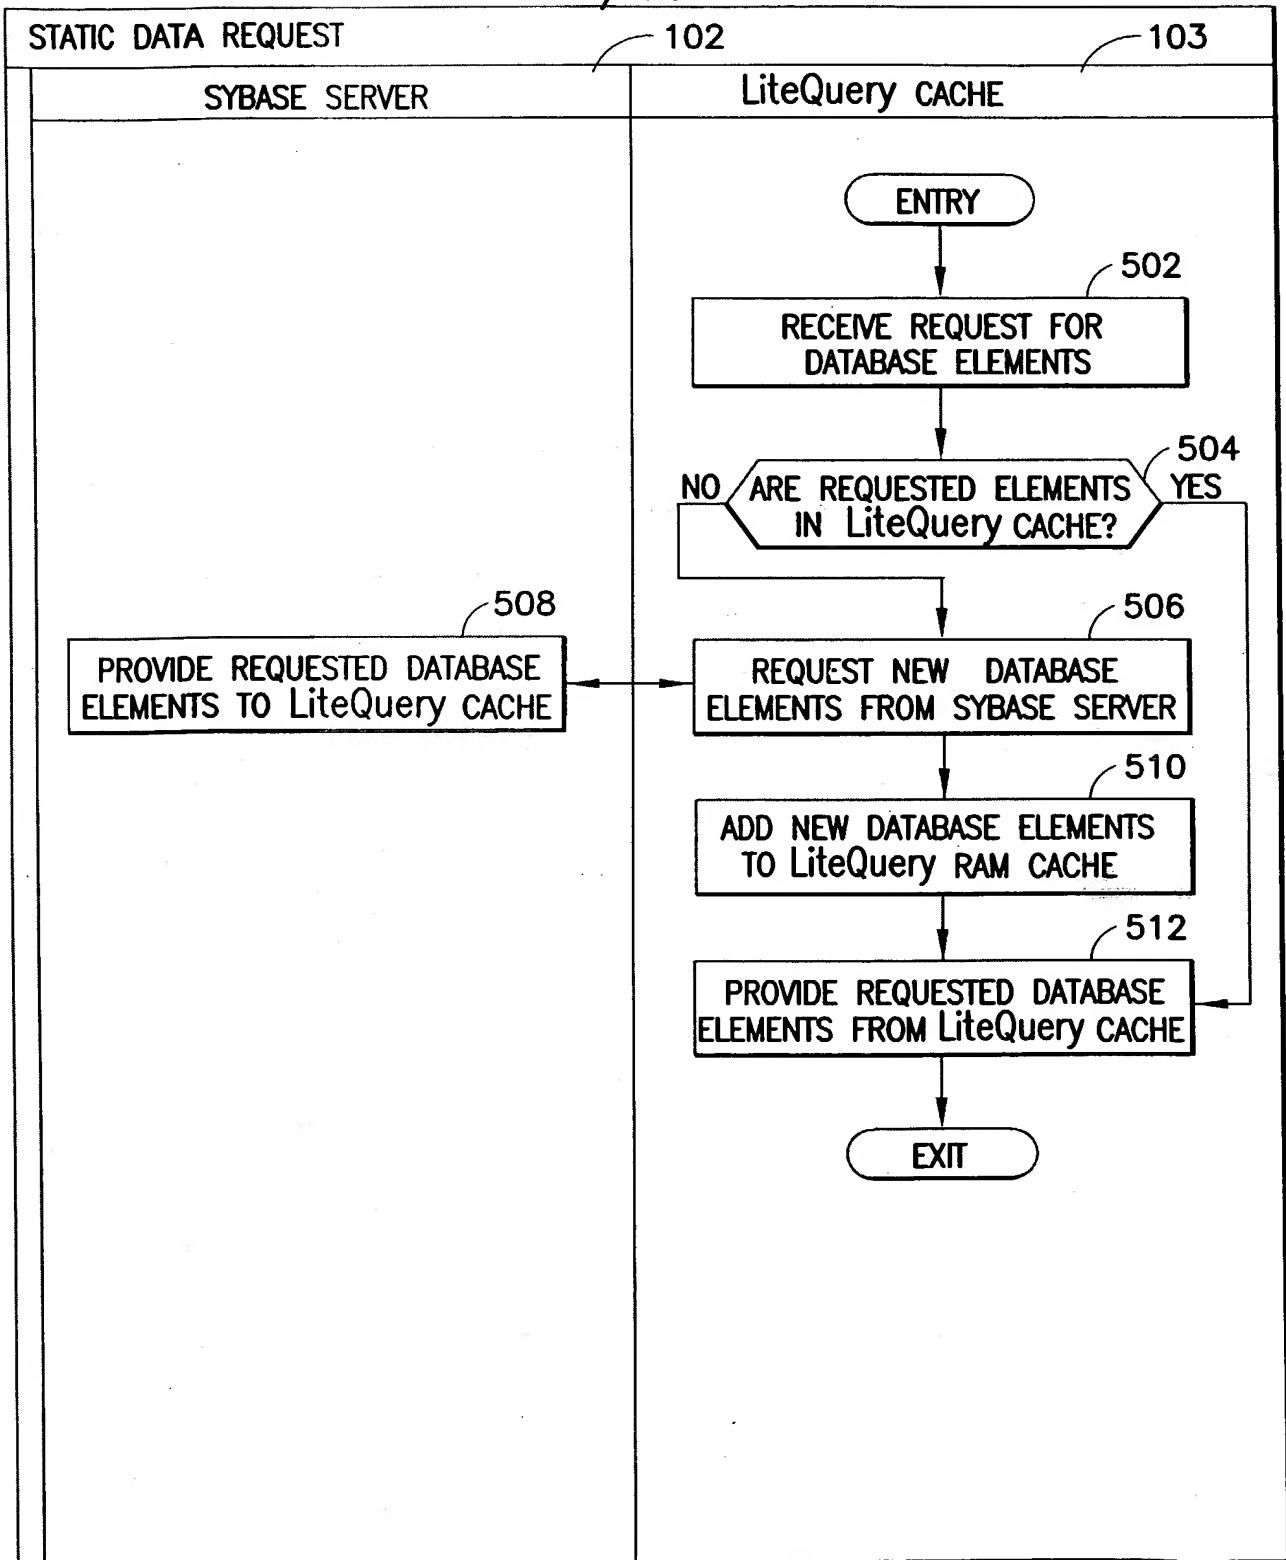 STATIC DATA REQUEST
102
103
SYBASE SERVER
LiteQuery CACHE
ENTRY
502
RECEIVE REQUEST FOR
DATABASE ELEMENTS
504
NO
ARE REQUESTED ELEMENTS
IN LiteQuery CACHE?
YES
508
506
PROVIDE REQUESTED DATABASE
ELEMENTS TO LiteQuery CACHE
REQUEST NEW DATABASE
ELEMENTS FROM SYBASE SERVER
510
ADD NEW DATABASE ELEMENTS
TO LiteQuery RAM CACHE
512
PROVIDE REQUESTED DATABASE
ELEMENTS FROM LiteQuery CACHE
EXIT